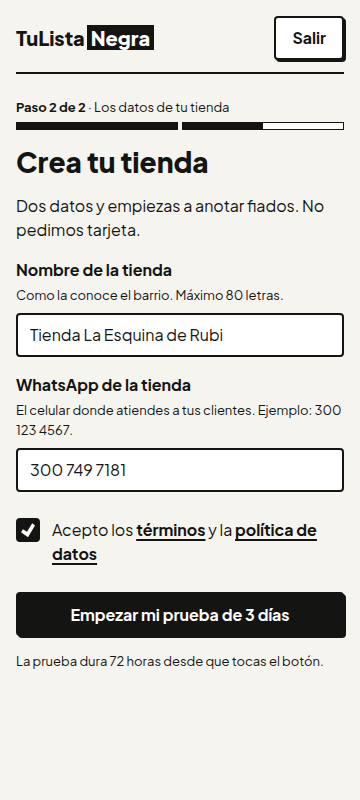 TuLista Negra
Salir
Paso 2 de 2 · Los datos de tu tienda
Crea tu tienda
Dos datos y empiezas a anotar fiados. No
pedimos tarjeta.
Nombre de la tienda
Como la conoce el barrio. Máximo 80 letras.
Tienda La Esquina de Rubi
WhatsApp de la tienda
El celular donde atiendes a tus clientes. Ejemplo: 300
123 4567.
300 749 7181
Acepto los términos y la política de
datos
Empezar mi prueba de 3 días
La prueba dura 72 horas desde que tocas el botón.